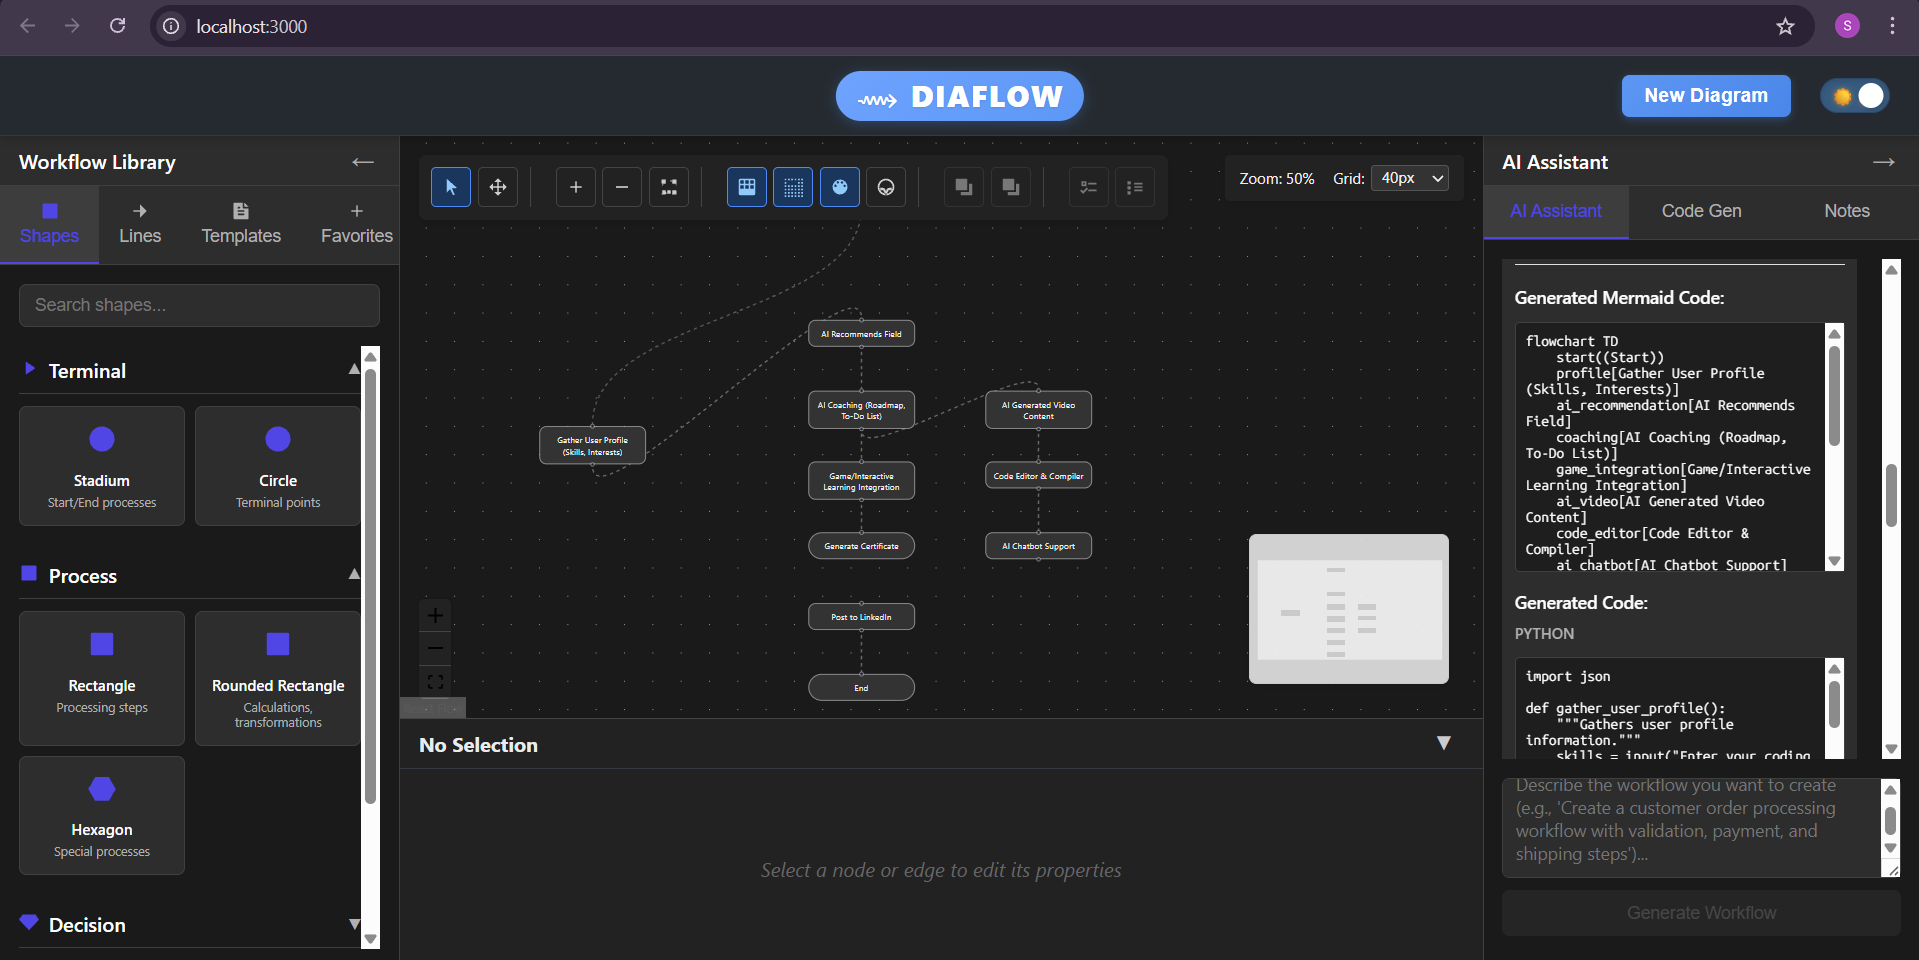 localhost:3000
S
DIAFLOW
New Diagram
Workflow Library
Shapes
Lines
Templates
Favorites
Search shapes...
Terminal
Stadium
Start/End processes
Circle
Terminal points
Process
Rectangle
Processing steps
Rounded Rectangle
Calculations,
transformations
Hexagon
Special processes
Decision
Zoom: 50%
Grid:
40px
AI Recommends Field
AI Coaching (Roadmap,
To-Do List)
AI Generated Video
Content
Gather User Profile
(Skills, Interests)
Game/Interactive
Learning Integration
Code Editor & Compiler
Generate Certificate
AI Chatbot Support
Post to LinkedIn
End
No Selection
Select a node or edge to edit its properties
AI Assistant
AI Assistant
Code Gen
Notes
Generated Mermaid Code:
flowchart TD
start((Start))
profile[Gather User Profile
(Skills, Interests)]
ai_recommendation[AI Recommends
Field]
coaching[AI Coaching (Roadmap,
To-Do List)]
game_integration[Game/Interactive
Learning Integration]
ai_video[AI Generated Video
Content]
code_editor[Code Editor &
Compiler]
ai_chatbot[AI Chatbot Support]
Generated Code:
PYTHON
import json
def gather_user_profile():
"""Gathers user profile
information."""
skills = input("Enter your coding
Describe the workflow you want to create
(e.g., 'Create a customer order processing
workflow with validation, payment, and
shipping steps')...
Generate Workflow